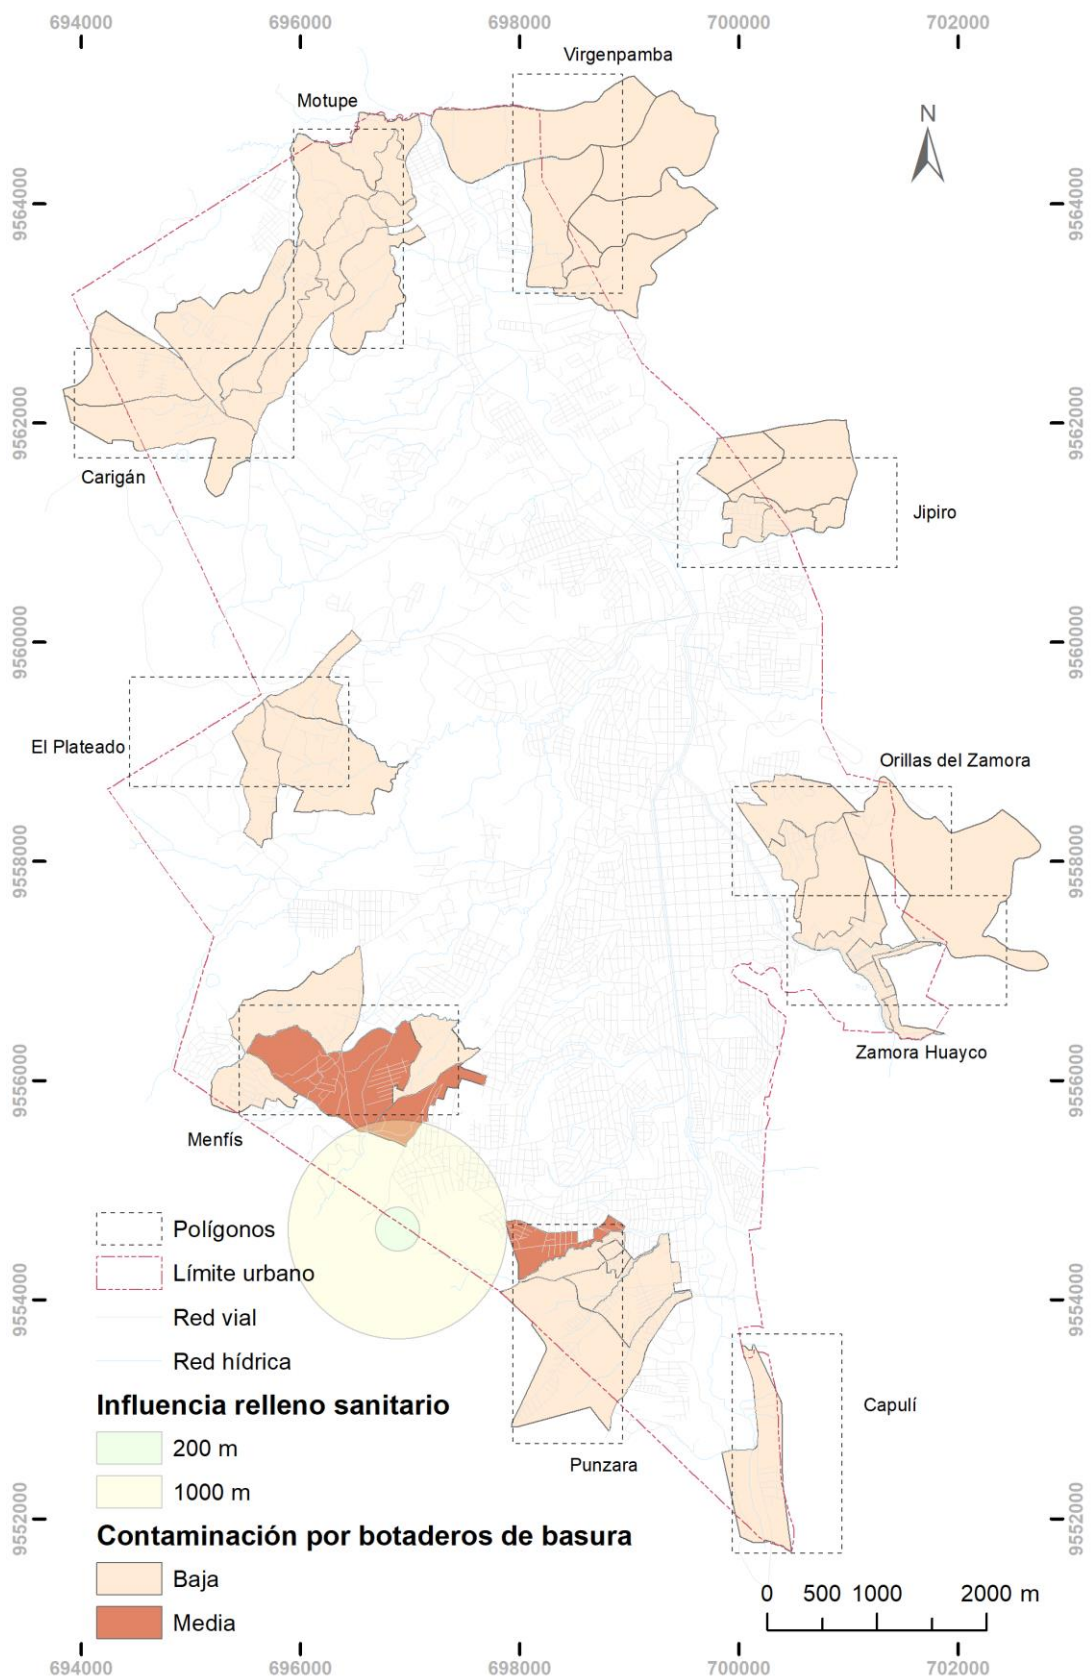 694000 696000 698000 700000 702000
Virgenpamba
Motupe
N
9564000 9564000
9562000 9562000
Carigán
Jipiro
9560000 9560000
El Plateado
Orillas del Zamora
9558000 9558000
Zamora Huayco
9556000 9556000
Menfís
Polígonos
Límite urbano
9554000 9554000
Red vial
Red hídrica
Influencia relleno sanitario
Capulí
200 m
Punzara
1000 m
9552000 9552000
Contaminación por botaderos de basura
Baja
0 500 1000 2000 m
Media
694000 696000 698000 700000 702000